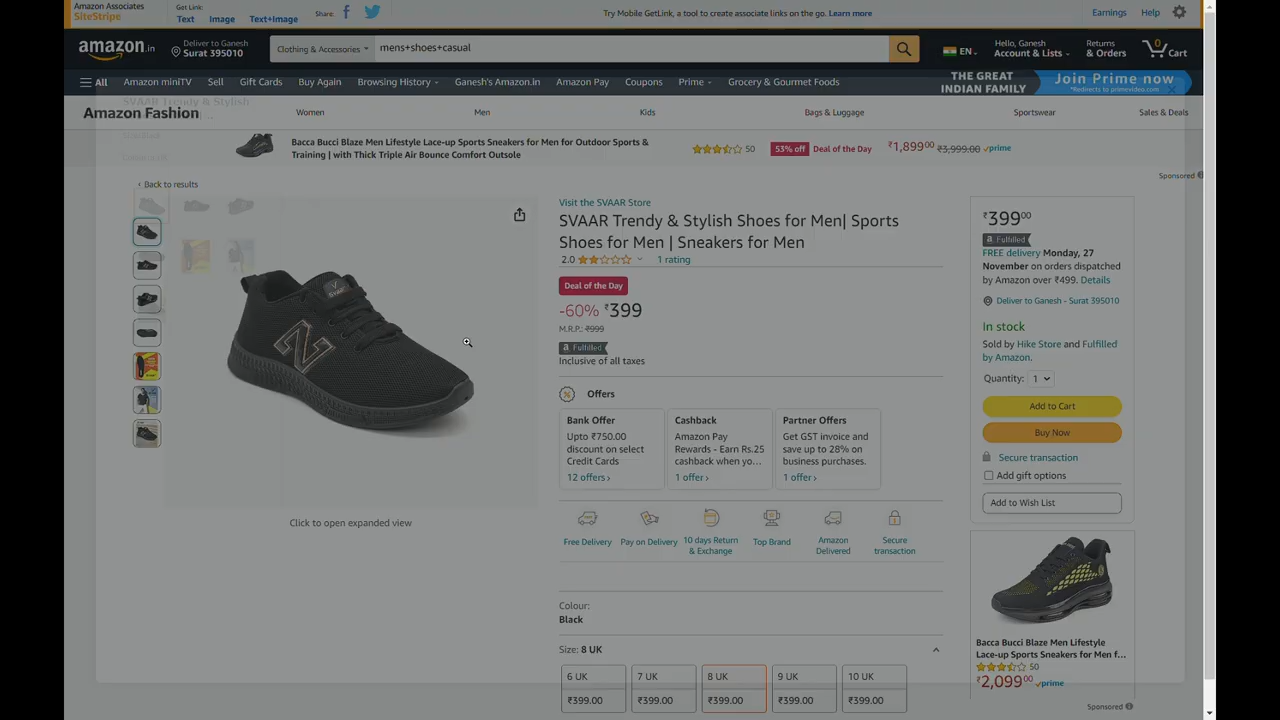 Amazon Associates
SiteStripe
Get Link:
Text Image Text+Image
Share:
Try Mobile GetLink, a tool to create associate links on the go. Learn more
Earnings Help
amazon.in
Deliver to Ganesh
Surat 395010
Clothing & Accessories
mens+shoes+casual
EN
Hello, Ganesh
Account & Lists
Returns
& Orders
0
Cart
All Amazon miniTV Sell Gift Cards Buy Again Browsing History Ganesh's Amazon.in Amazon Pay Coupons Prime Grocery & Gourmet Foods
THE GREAT
INDIAN FAMILY
Join Prime now
*Redirects to primevideo.com
SVAAR Trendy & Stylish
Amazon Fashion Women Men Kids Bags & Luggage Sportswear Sales & Deals
Bacca Bucci Blaze Men Lifestyle Lace-up Sports Sneakers for Men for Outdoor Sports &
Training | with Thick Triple Air Bounce Comfort Outsole
50
53% off Deal of the Day
₹1,899⁰⁰ ₹3,999.00 prime
Sponsored
‹ Back to results
Visit the SVAAR Store
SVAAR Trendy & Stylish Shoes for Men| Sports
Shoes for Men | Sneakers for Men
2.0 1 rating
Deal of the Day
-60% ₹399
M.R.P.: ₹999
a Fulfilled
Inclusive of all taxes
Offers
Bank Offer
Upto ₹750.00
discount on select
Credit Cards
12 offers ›
Cashback
Amazon Pay
Rewards - Earn Rs.25
cashback when yo...
1 offer ›
Partner Offers
Get GST invoice and
save up to 28% on
business purchases.
1 offer ›
Free Delivery
Pay on Delivery
10 days Return
& Exchange
Top Brand
Amazon
Delivered
Secure
transaction
Colour:
Black
Size: 8 UK
6 UK 7 UK 8 UK 9 UK 10 UK
₹399.00 ₹399.00 ₹399.00 ₹399.00 ₹399.00
SVAAR
Click to open expanded view
₹399⁰⁰
a Fulfilled
FREE delivery Monday, 27
November on orders dispatched
by Amazon over ₹499. Details
Deliver to Ganesh - Surat 395010
In stock
Sold by Hike Store and Fulfilled
by Amazon.
Quantity: 1
Add to Cart
Buy Now
Secure transaction
Add gift options
Add to Wish List
Bacca Bucci Blaze Men Lifestyle
Lace-up Sports Sneakers for Men f...
50
₹2,099⁰⁰ prime
Sponsored